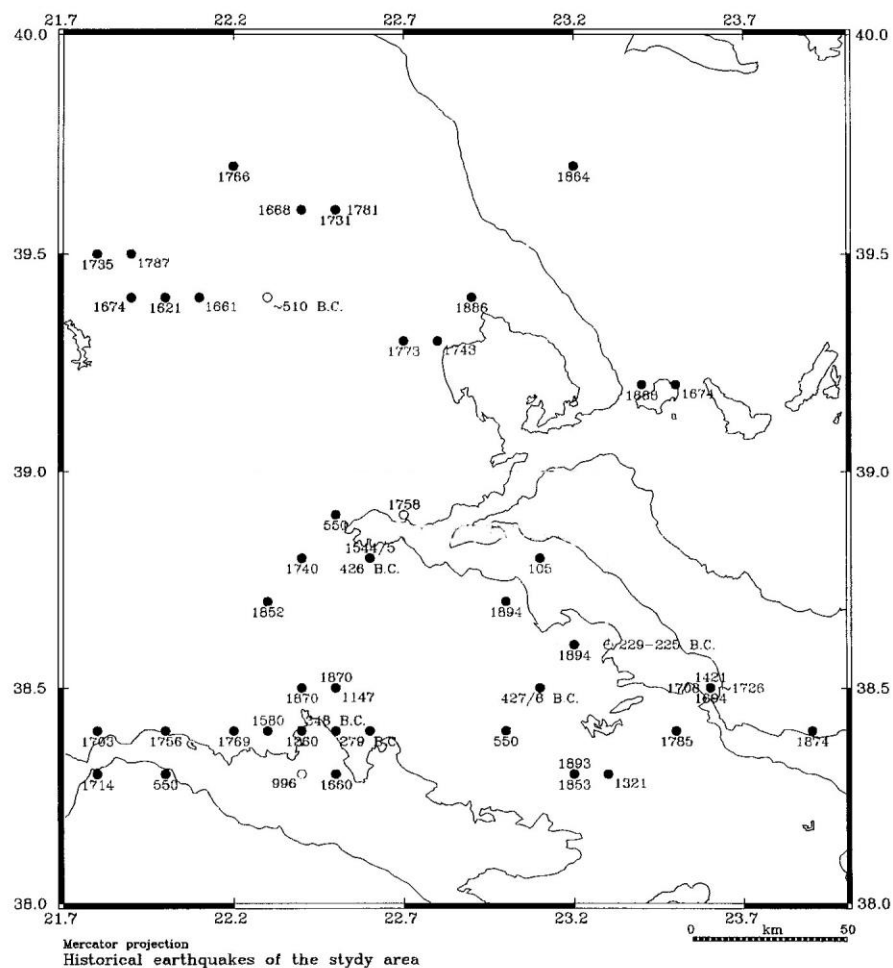 21.7 22.2 22.7 23.2 23.7
40.0 40.0
1766
1864
1668 1731 1781
39.5 39.5
1735 1787
1674 1621 1661 ~510 B.C.
1886
1773 1743
1888 1674
39.0 39.0
1758
550
1544/5
1740 426 B.C. 105
1852 1894
1894 229-225 B.C.
38.5 38.5
1870
1870 1147
427/6 B.C.
1421
1708 ~1726
1694
1580 348 B.C.
1703 1756 1769 1260 279 B.C. 550 1785 1874
1714 550 996 1660
1893
1853 1321
38.0 38.0
21.7 22.2 22.7 23.2 23.7
0 km 50
Mercator projection
Historical earthquakes of the stydy area